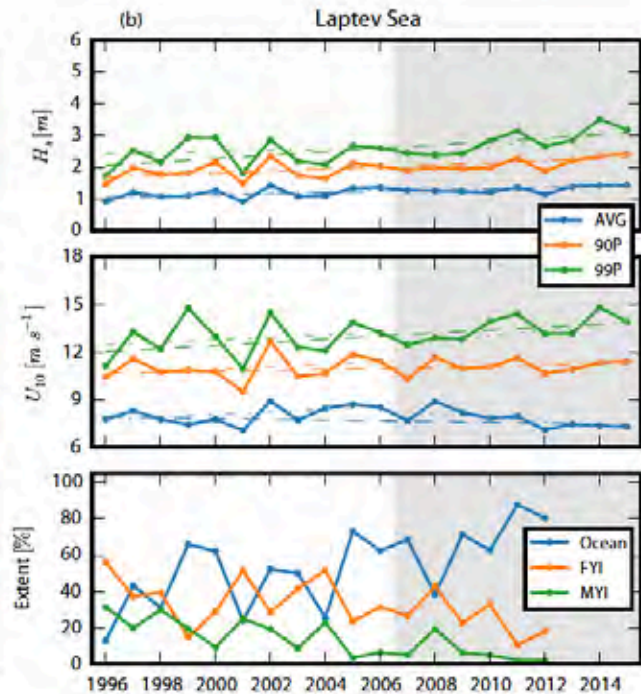 (b) Laptev Sea
6
5
4
3
2
1
0
H_s [m]
AVG
90P
99P
18
15
12
9
6
U_10 [m s^-1]
100
80
60
40
20
0
Extent [%]
Ocean
FYI
MYI
1996 1998 2000 2002 2004 2006 2008 2010 2012 2014